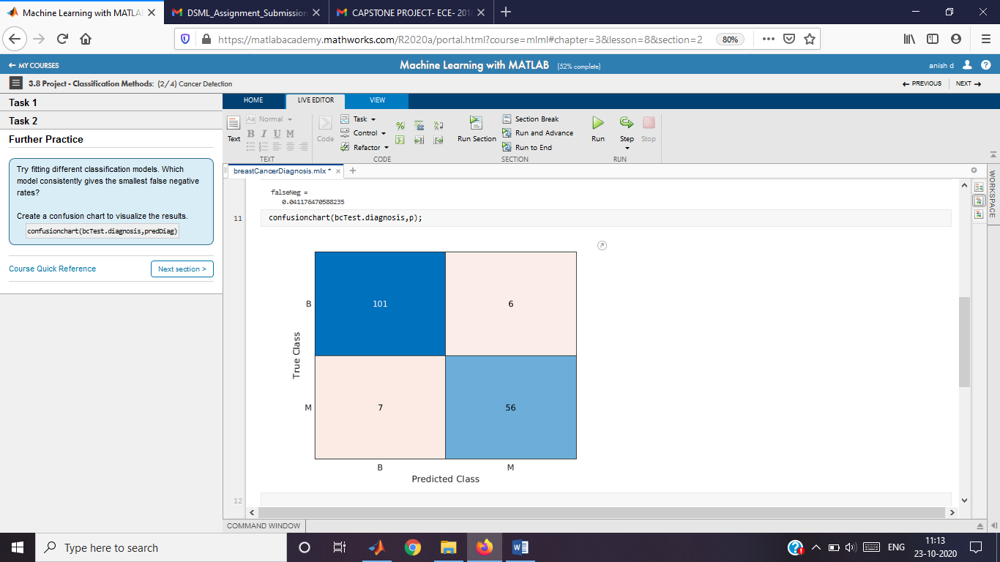 Machine Learning with MATLA
DSML_Assignment_Submission
CAPSTONE PROJECT- ECE- 201
https://matlabacademy.mathworks.com/R2020a/portal.html?course=mlml#chapter=3&lesson=8&section=2
80%
MY COURSES
Machine Learning with MATLAB (52% complete)
anish d
3.8 Project - Classification Methods: (2/4) Cancer Detection
PREVIOUS
NEXT
Task 1
Task 2
Further Practice
Try fitting different classification models. Which
model consistently gives the smallest false negative
rates?
Create a confusion chart to visualize the results.
confusionchart(bcTest.diagnosis,predDiag)
Course Quick Reference
Next section >
HOME
LIVE EDITOR
VIEW
Text
Aa Normal
B I U M
TEXT
Code
Task
Control
Refactor
CODE
Run Section
Section Break
Run and Advance
Run to End
SECTION
Run
Step
Stop
RUN
breastCancerDiagnosis.mlx *
WORKSPACE
falseNeg =
0.041176470588235
11
confusionchart(bcTest.diagnosis,p);
True Class
B
101
6
M
7
56
B
M
Predicted Class
12
COMMAND WINDOW
Type here to search
ENG
11:13
23-10-2020